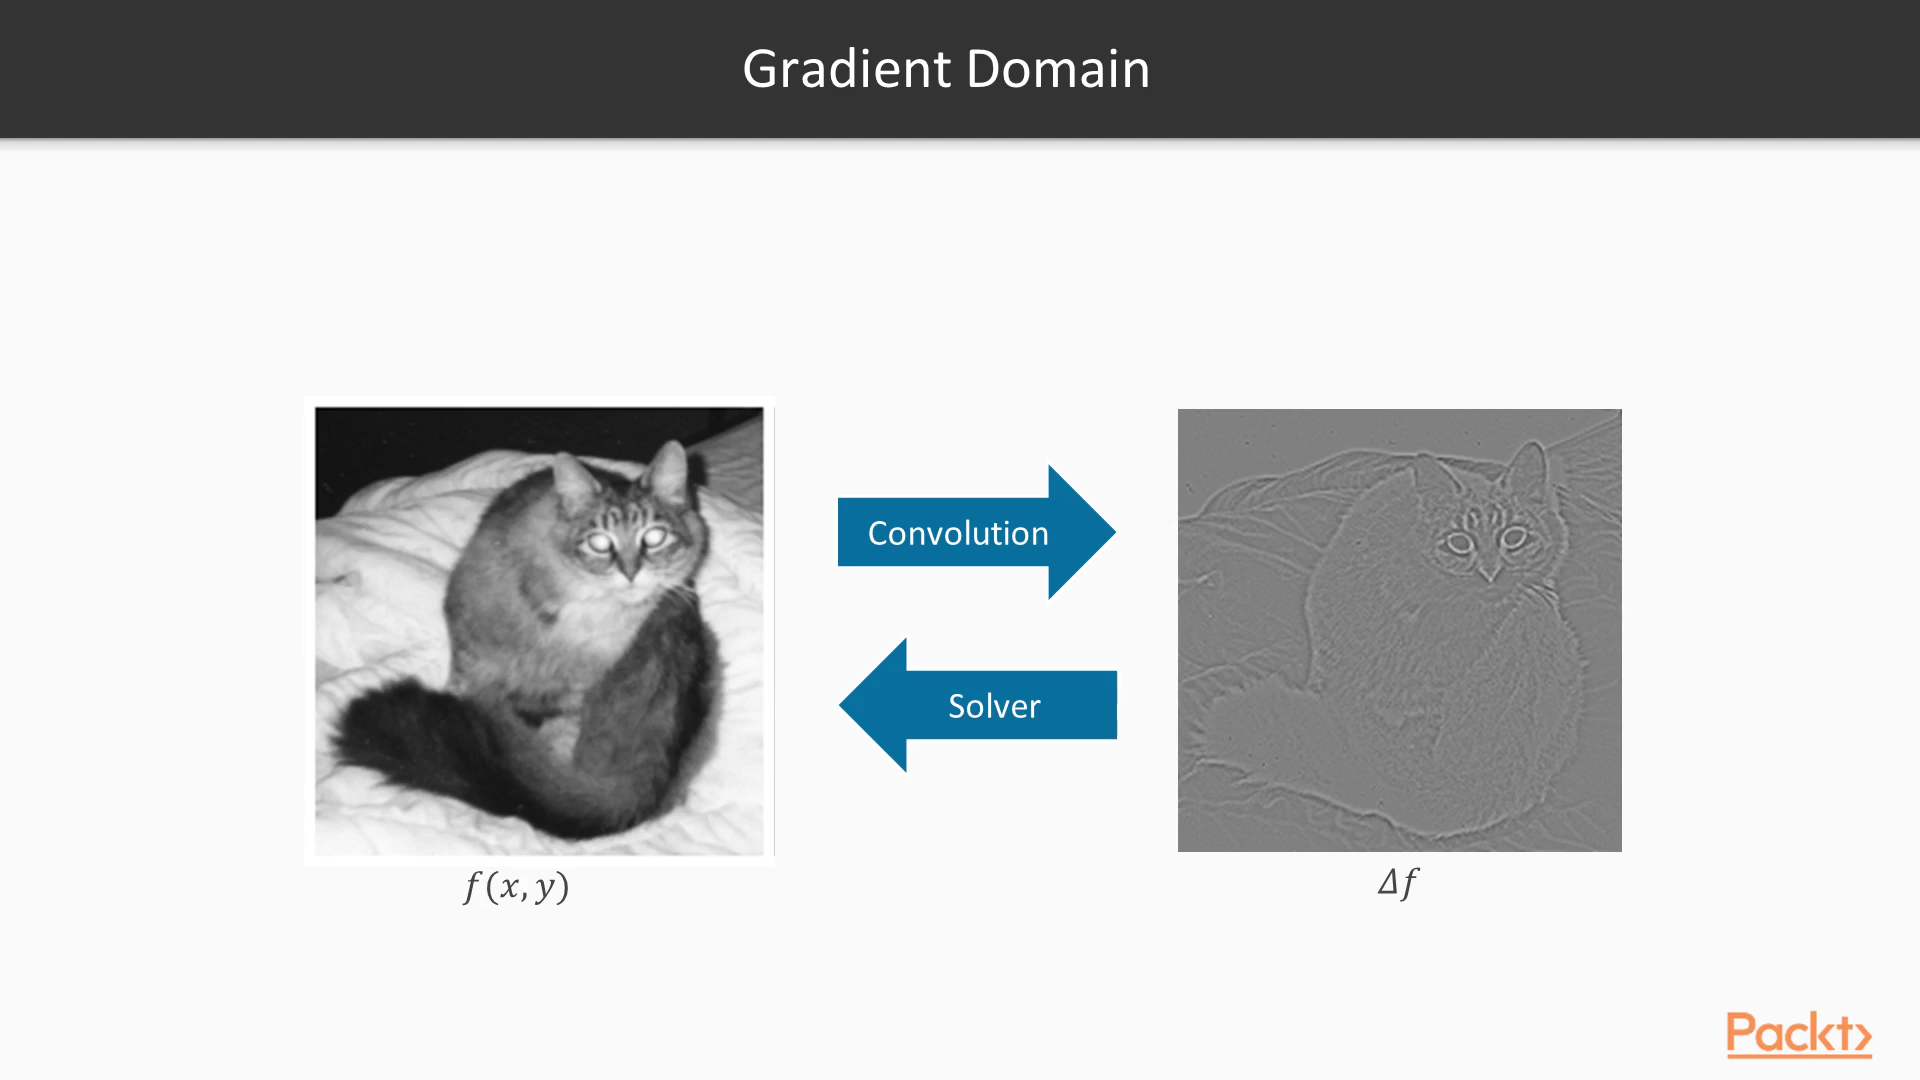 Gradient Domain
Convolution
Solver
f(x, y)
Δf
Packt>